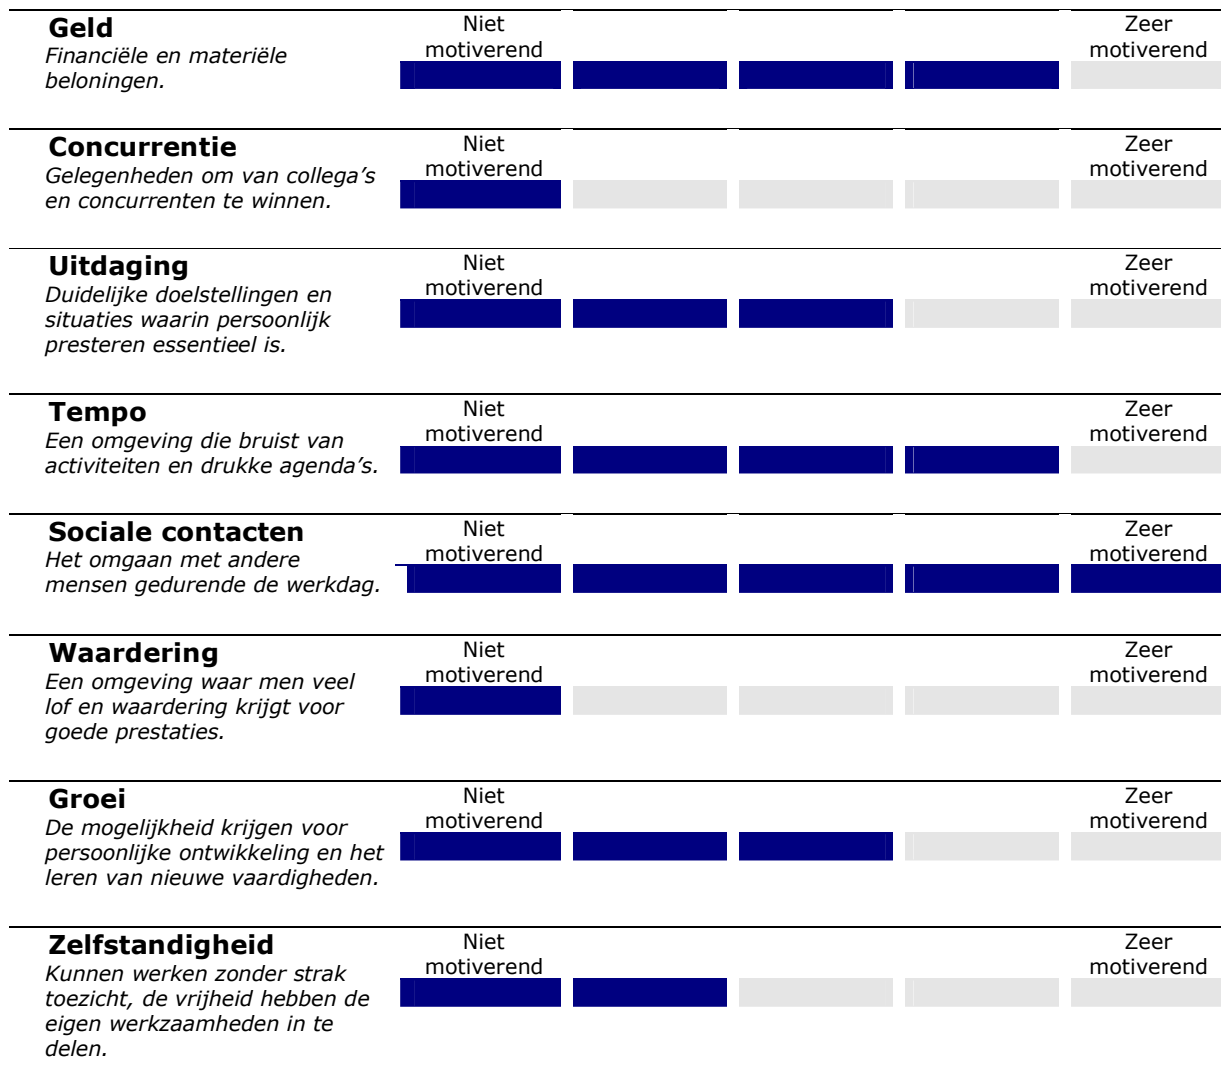 Geld
Financiële en materiële
beloningen.
Niet
motiverend
Zeer
motiverend
Concurrentie
Gelegenheden om van collega's
en concurrenten te winnen.
Niet
motiverend
Zeer
motiverend
Uitdaging
Duidelijke doelstellingen en
situaties waarin persoonlijk
presteren essentieel is.
Niet
motiverend
Zeer
motiverend
Tempo
Een omgeving die bruist van
activiteiten en drukke agenda's.
Niet
motiverend
Zeer
motiverend
Sociale contacten
Het omgaan met andere
mensen gedurende de werkdag.
Niet
motiverend
Zeer
motiverend
Waardering
Een omgeving waar men veel
lof en waardering krijgt voor
goede prestaties.
Niet
motiverend
Zeer
motiverend
Groei
De mogelijkheid krijgen voor
persoonlijke ontwikkeling en het
leren van nieuwe vaardigheden.
Niet
motiverend
Zeer
motiverend
Zelfstandigheid
Kunnen werken zonder strak
toezicht, de vrijheid hebben de
eigen werkzaamheden in te
delen.
Niet
motiverend
Zeer
motiverend